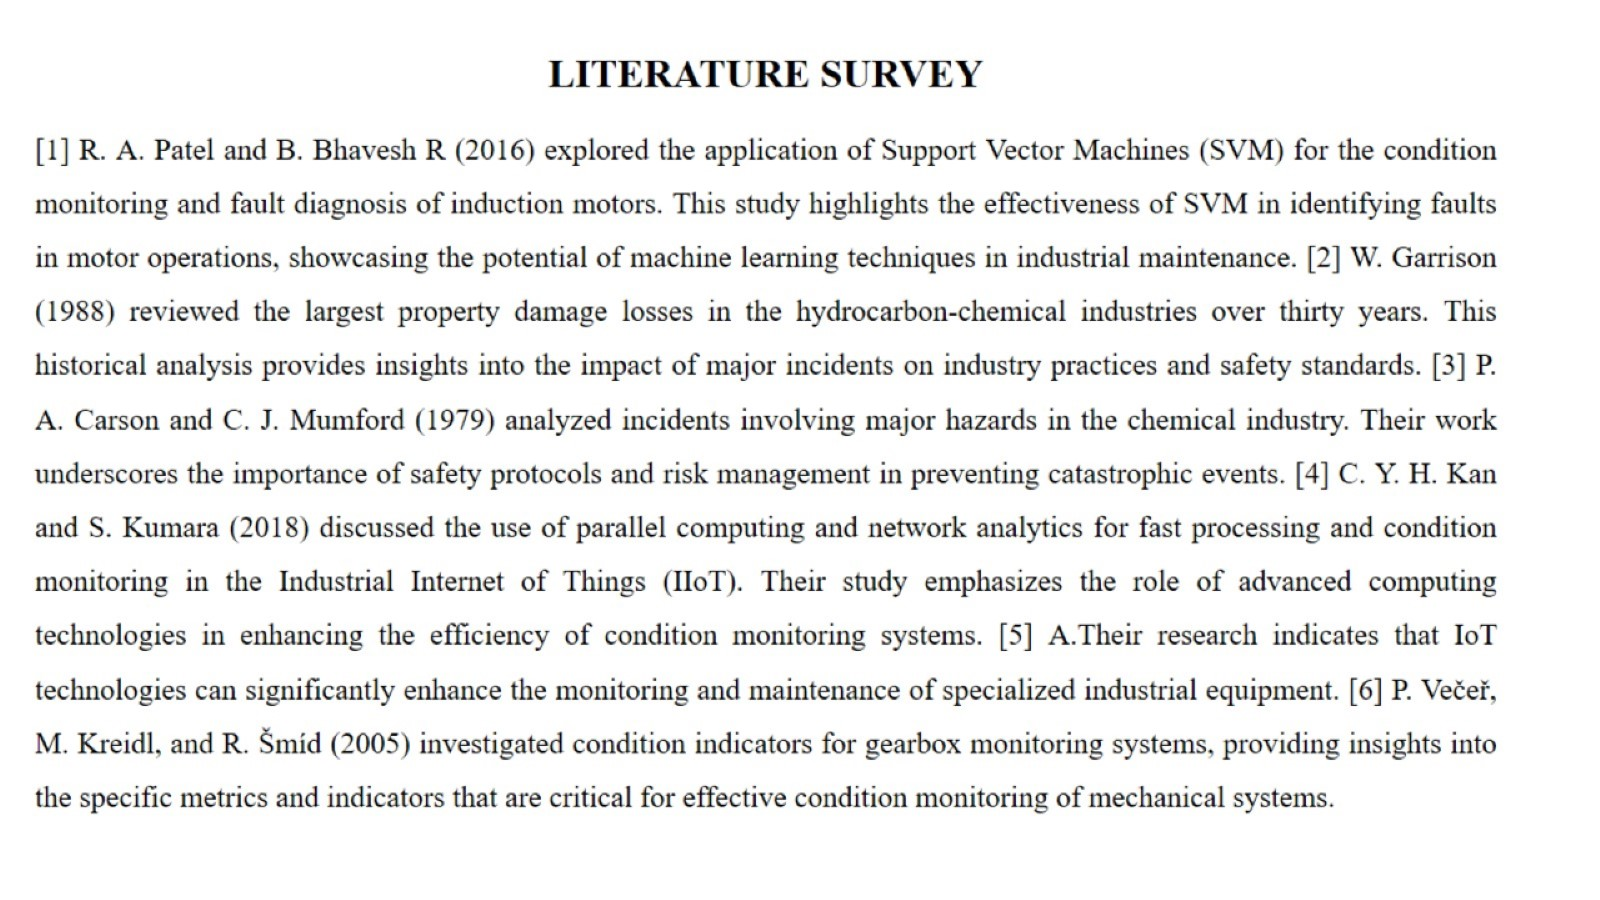 LITERATURE SURVEY
[1] R. A. Patel and B. Bhavesh R (2016) explored the application of Support Vector Machines (SVM) for the condition
monitoring and fault diagnosis of induction motors. This study highlights the effectiveness of SVM in identifying faults
in motor operations, showcasing the potential of machine learning techniques in industrial maintenance. [2] W. Garrison
(1988) reviewed the largest property damage losses in the hydrocarbon-chemical industries over thirty years. This
historical analysis provides insights into the impact of major incidents on industry practices and safety standards. [3] P.
A. Carson and C. J. Mumford (1979) analyzed incidents involving major hazards in the chemical industry. Their work
underscores the importance of safety protocols and risk management in preventing catastrophic events. [4] C. Y. H. Kan
and S. Kumara (2018) discussed the use of parallel computing and network analytics for fast processing and condition
monitoring in the Industrial Internet of Things (IIoT). Their study emphasizes the role of advanced computing
technologies in enhancing the efficiency of condition monitoring systems. [5] A.Their research indicates that IoT
technologies can significantly enhance the monitoring and maintenance of specialized industrial equipment. [6] P. Večeř,
M. Kreidl, and R. Šmíd (2005) investigated condition indicators for gearbox monitoring systems, providing insights into
the specific metrics and indicators that are critical for effective condition monitoring of mechanical systems.